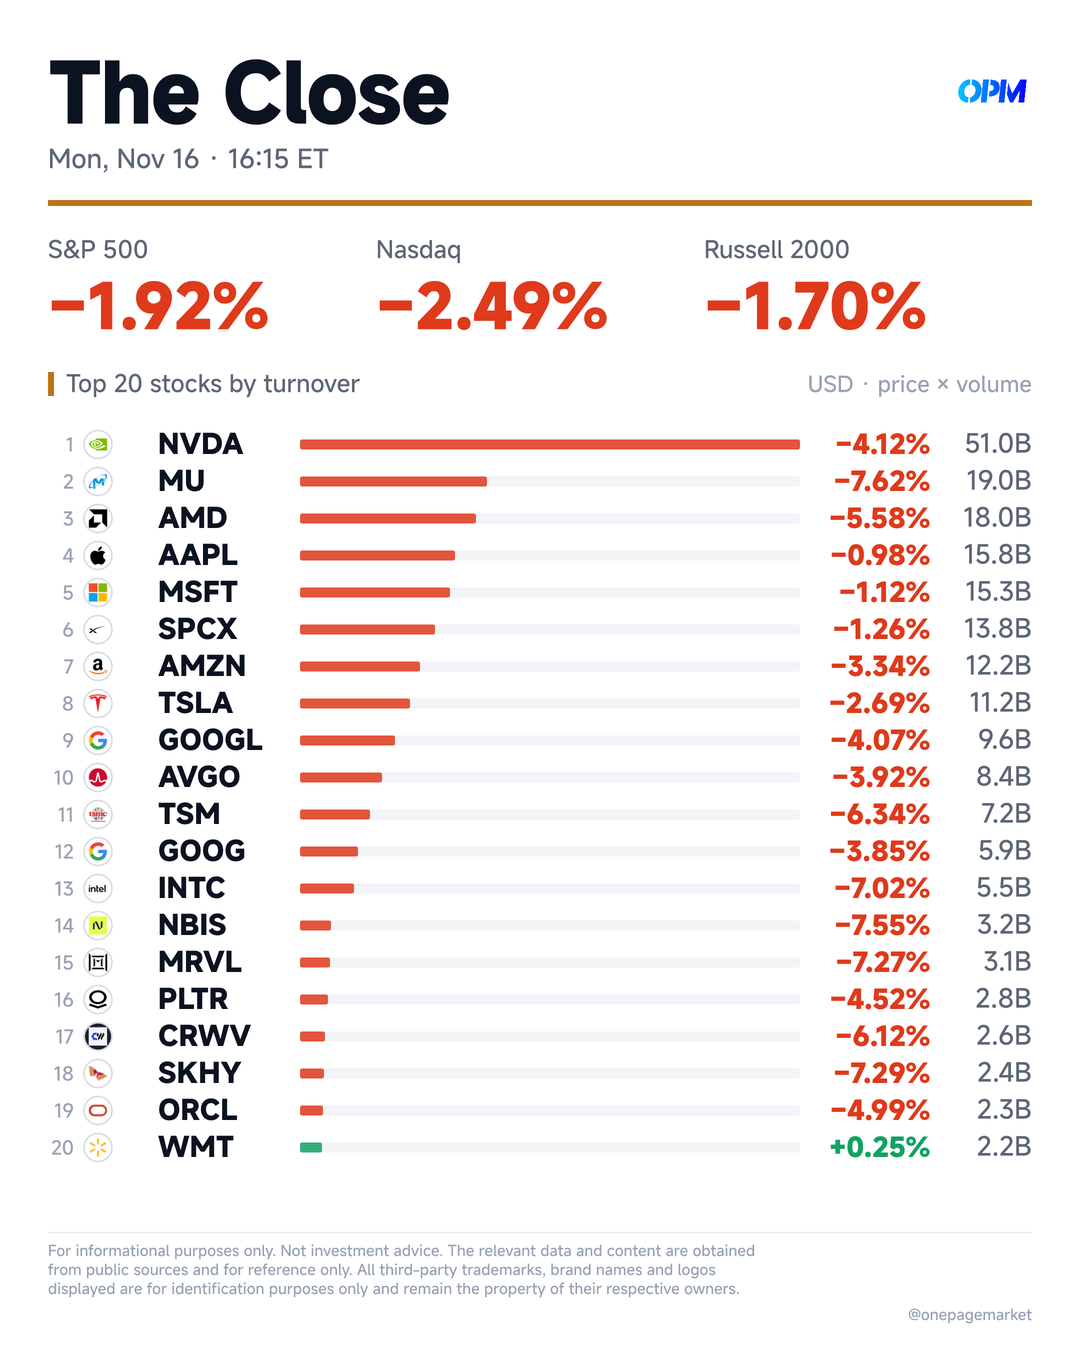 The Close
OPM
Mon, Nov 16 · 16:15 ET
S&P 500 Nasdaq Russell 2000
−1.92% −2.49% −1.70%
Top 20 stocks by turnover USD · price × volume
1 NVDA −4.12% 51.0B
2 MU −7.62% 19.0B
3 AMD −5.58% 18.0B
4 AAPL −0.98% 15.8B
5 MSFT −1.12% 15.3B
6 SPCX −1.26% 13.8B
7 a AMZN −3.34% 12.2B
8 TSLA −2.69% 11.2B
9 G GOOGL −4.07% 9.6B
10 AVGO −3.92% 8.4B
11 tsmc TSM −6.34% 7.2B
12 G GOOG −3.85% 5.9B
13 intel INTC −7.02% 5.5B
14 N NBIS −7.55% 3.2B
15 M MRVL −7.27% 3.1B
16 PLTR −4.52% 2.8B
17 CW CRWV −6.12% 2.6B
18 SKHY −7.29% 2.4B
19 ORCL −4.99% 2.3B
20 WMT +0.25% 2.2B
For informational purposes only. Not investment advice. The relevant data and content are obtained
from public sources and for reference only. All third-party trademarks, brand names and logos
displayed are for identification purposes only and remain the property of their respective owners.
@onepagemarket